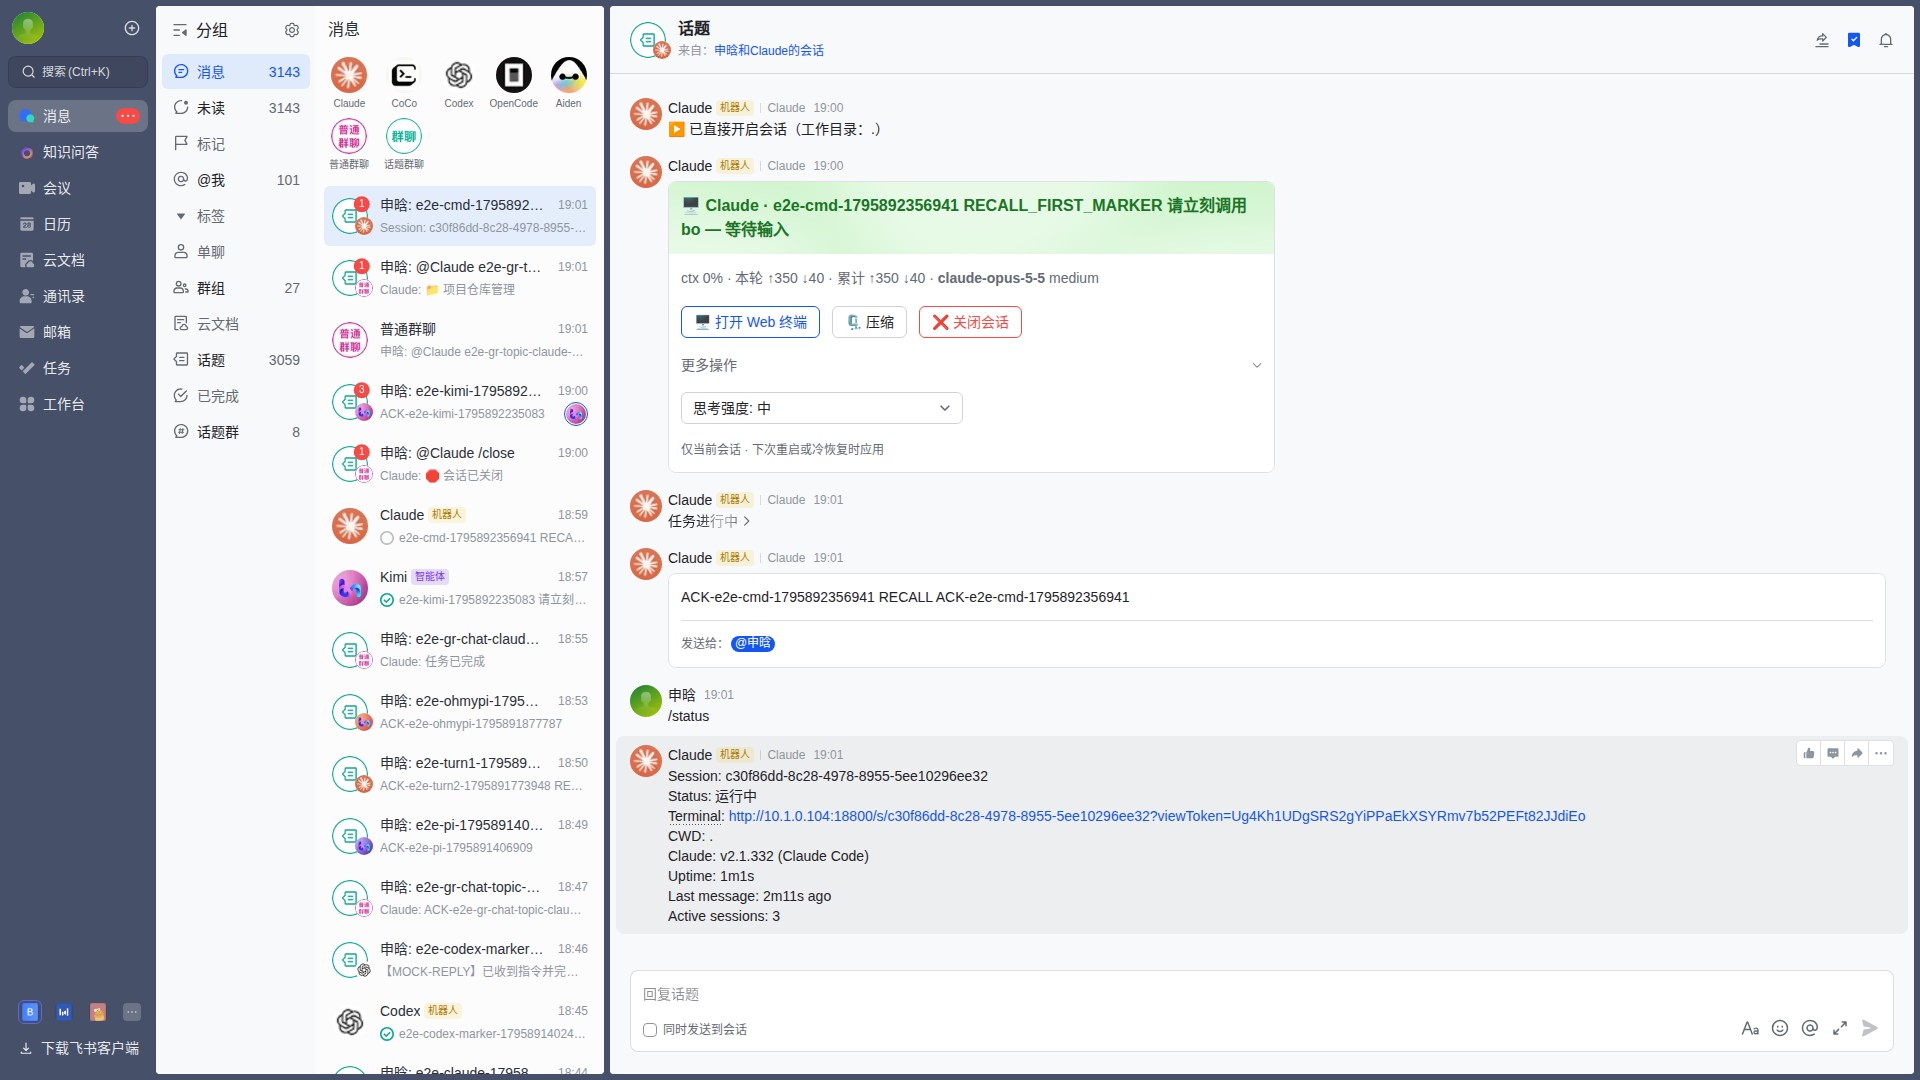 搜索 (Ctrl+K)
消息
知识问答
会议
日历
云文档
通讯录
邮箱
任务
工作台
下载飞书客户端
分组
消息 3143
未读 3143
标记
@我 101
标签
单聊
群组 27
云文档
话题 3059
已完成
话题群 8
消息
Claude CoCo Codex OpenCode Aiden
普通群聊
群聊
普通群聊 话题群聊
申晗: e2e-cmd-1795892... 19:01
1
Session: c30f86dd-8c28-4978-8955-...
申晗: @Claude e2e-gr-t... 19:01
1
Claude: 📁 项目仓库管理
普通群聊 19:01
普通群聊
申晗: @Claude e2e-gr-topic-claude-...
申晗: e2e-kimi-1795892... 19:00
3
ACK-e2e-kimi-1795892235083
申晗: @Claude /close 19:00
1
Claude: 🛑 会话已关闭
Claude 机器人 18:59
e2e-cmd-1795892356941 RECA...
Kimi 智能体 18:57
e2e-kimi-1795892235083 请立刻...
申晗: e2e-gr-chat-claud... 18:55
Claude: 任务已完成
申晗: e2e-ohmypi-1795... 18:53
ACK-e2e-ohmypi-1795891877787
申晗: e2e-turn1-179589... 18:50
ACK-e2e-turn2-1795891773948 RE...
申晗: e2e-pi-179589140... 18:49
ACK-e2e-pi-1795891406909
申晗: e2e-gr-chat-topic-... 18:47
Claude: ACK-e2e-gr-chat-topic-clau...
申晗: e2e-codex-marker... 18:46
【MOCK-REPLY】已收到指令并完...
Codex 机器人 18:45
e2e-codex-marker-17958914024...
申晗: e2e-claude-17958... 18:44
话题
来自：申晗和Claude的会话
Claude 机器人 Claude 19:00
▶️ 已直接开启会话（工作目录：.）
Claude 机器人 Claude 19:00
🖥️ Claude · e2e-cmd-1795892356941 RECALL_FIRST_MARKER 请立刻调用
bo — 等待输入
ctx 0% · 本轮 ↑350 ↓40 · 累计 ↑350 ↓40 · claude-opus-5-5 medium
🖥️ 打开 Web 终端 🗜️ 压缩 ❌ 关闭会话
更多操作
思考强度: 中
仅当前会话 · 下次重启或冷恢复时应用
Claude 机器人 Claude 19:01
任务进行中
Claude 机器人 Claude 19:01
ACK-e2e-cmd-1795892356941 RECALL ACK-e2e-cmd-1795892356941
发送给： @申晗
申晗 19:01
/status
Claude 机器人 Claude 19:01
Session: c30f86dd-8c28-4978-8955-5ee10296ee32
Status: 运行中
Terminal: http://10.1.0.104:18800/s/c30f86dd-8c28-4978-8955-5ee10296ee32?viewToken=Ug4Kh1UDgSRS2gYiPPaEkXSYRmv7b52PEFt82JJdiEo
CWD: .
Claude: v2.1.332 (Claude Code)
Uptime: 1m1s
Last message: 2m11s ago
Active sessions: 3
回复话题
同时发送到会话